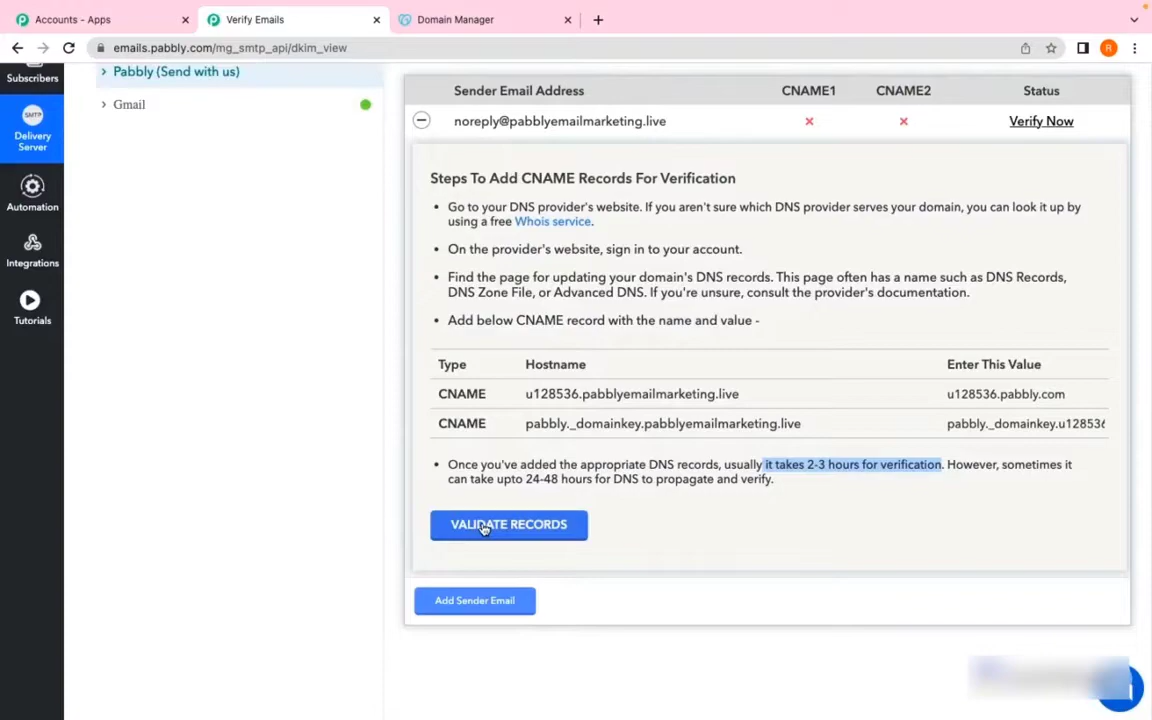 Accounts - Apps
Verify Emails
Domain Manager
emails.pabbly.com/mg_smtp_api/dkim_view
R
Subscribers
SMTP
Delivery
Server
Automation
Integrations
Tutorials
Pabbly (Send with us)
Gmail
Sender Email Address CNAME1 CNAME2 Status
noreply@pabblyemailmarketing.live Verify Now
Steps To Add CNAME Records For Verification
• Go to your DNS provider's website. If you aren't sure which DNS provider serves your domain, you can look it up by
using a free Whois service.
• On the provider's website, sign in to your account.
• Find the page for updating your domain's DNS records. This page often has a name such as DNS Records,
DNS Zone File, or Advanced DNS. If you're unsure, consult the provider's documentation.
• Add below CNAME record with the name and value -
Type Hostname Enter This Value
CNAME u128536.pabblyemailmarketing.live u128536.pabbly.com
CNAME pabbly._domainkey.pabblyemailmarketing.live pabbly._domainkey.u128536
• Once you've added the appropriate DNS records, usually it takes 2-3 hours for verification. However, sometimes it
can take upto 24-48 hours for DNS to propagate and verify.
VALIDATE RECORDS
Add Sender Email